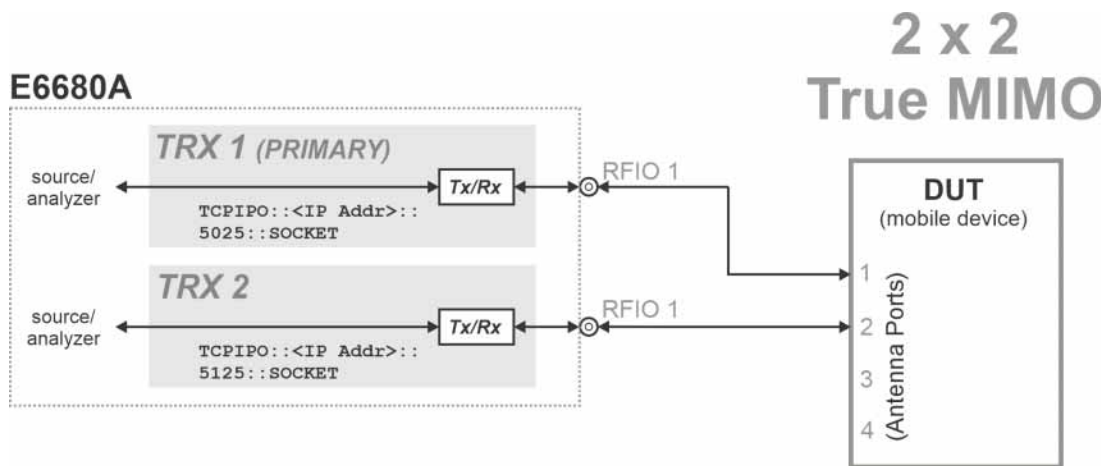 2 x 2
True MIMO
E6680A
TRX 1 (PRIMARY)
source/
analyzer
Tx/Rx
RFIO 1
TCPIPO::<IP Addr>::
5025::SOCKET
TRX 2
source/
analyzer
Tx/Rx
RFIO 1
TCPIPO::<IP Addr>::
5125::SOCKET
DUT
(mobile device)
1
2
3
4
(Antenna Ports)